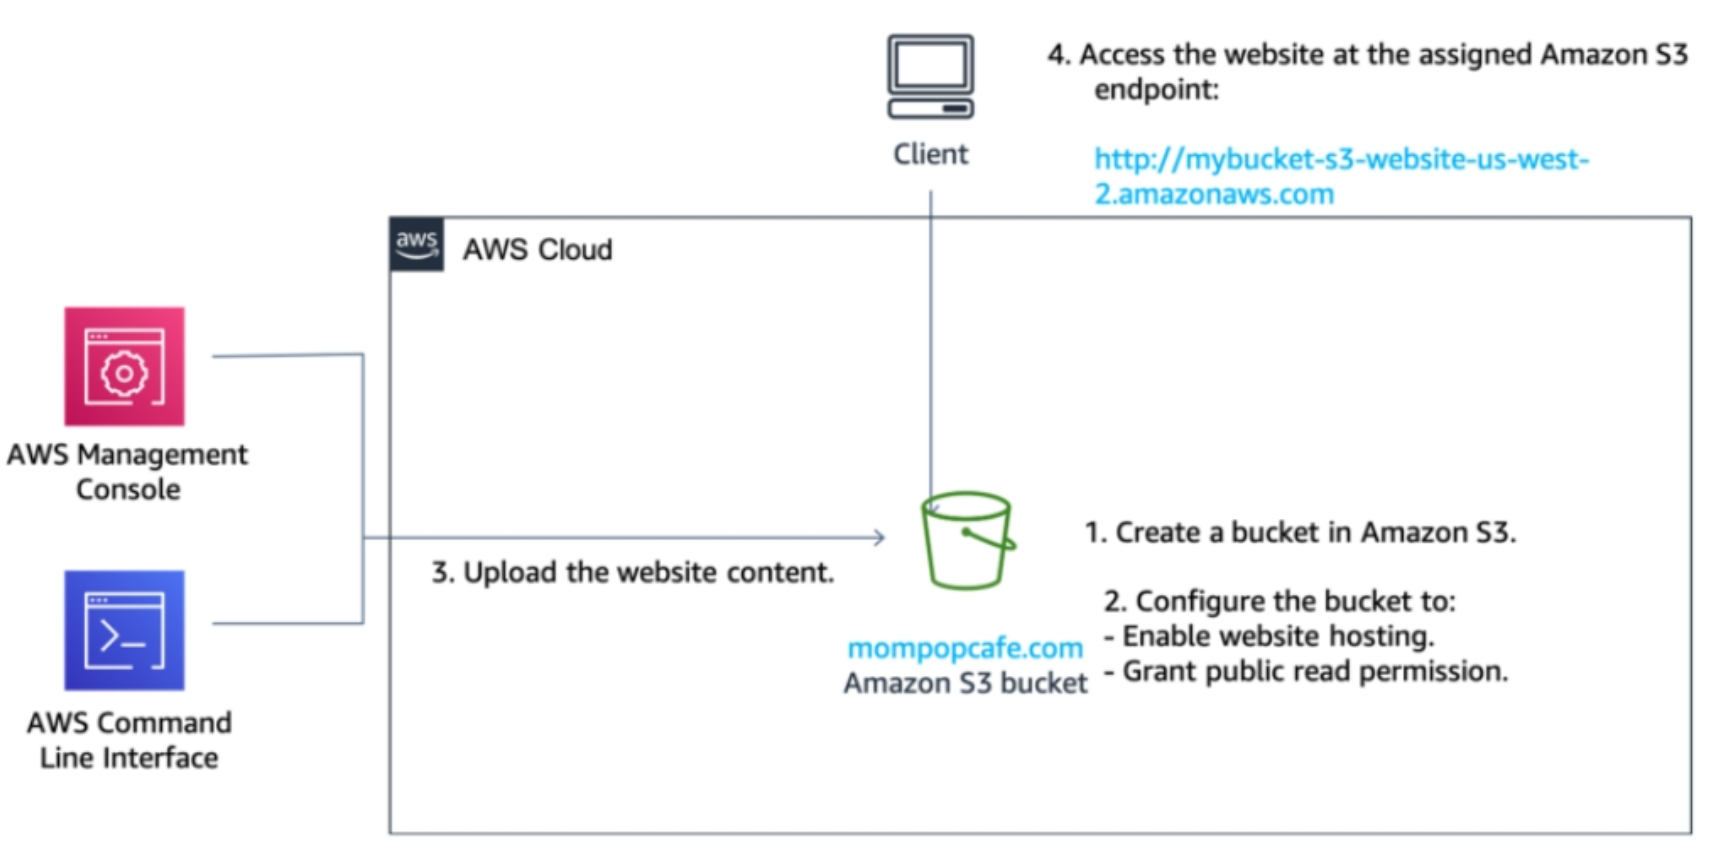 4. Access the website at the assigned Amazon S3
endpoint:
Client
http://mybucket-s3-website-us-west-
2.amazonaws.com
aws
AWS Cloud
AWS Management
Console
3. Upload the website content.
1. Create a bucket in Amazon S3.
2. Configure the bucket to:
- Enable website hosting.
- Grant public read permission.
mompopcafe.com
Amazon S3 bucket
AWS Command
Line Interface